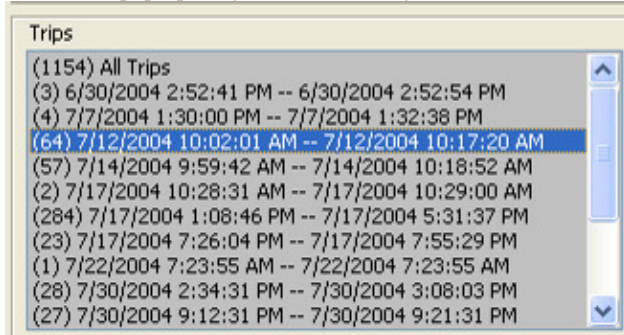 Trips
(1154) All Trips
(3) 6/30/2004 2:52:41 PM -- 6/30/2004 2:52:54 PM
(4) 7/7/2004 1:30:00 PM -- 7/7/2004 1:32:38 PM
(64) 7/12/2004 10:02:01 AM -- 7/12/2004 10:17:20 AM
(57) 7/14/2004 9:59:42 AM -- 7/14/2004 10:18:52 AM
(2) 7/17/2004 10:28:31 AM -- 7/17/2004 10:29:00 AM
(284) 7/17/2004 1:08:46 PM -- 7/17/2004 5:31:37 PM
(23) 7/17/2004 7:26:04 PM -- 7/17/2004 7:55:29 PM
(1) 7/22/2004 7:23:55 AM -- 7/22/2004 7:23:55 AM
(28) 7/30/2004 2:34:31 PM -- 7/30/2004 3:08:03 PM
(27) 7/30/2004 9:12:31 PM -- 7/30/2004 9:21:31 PM